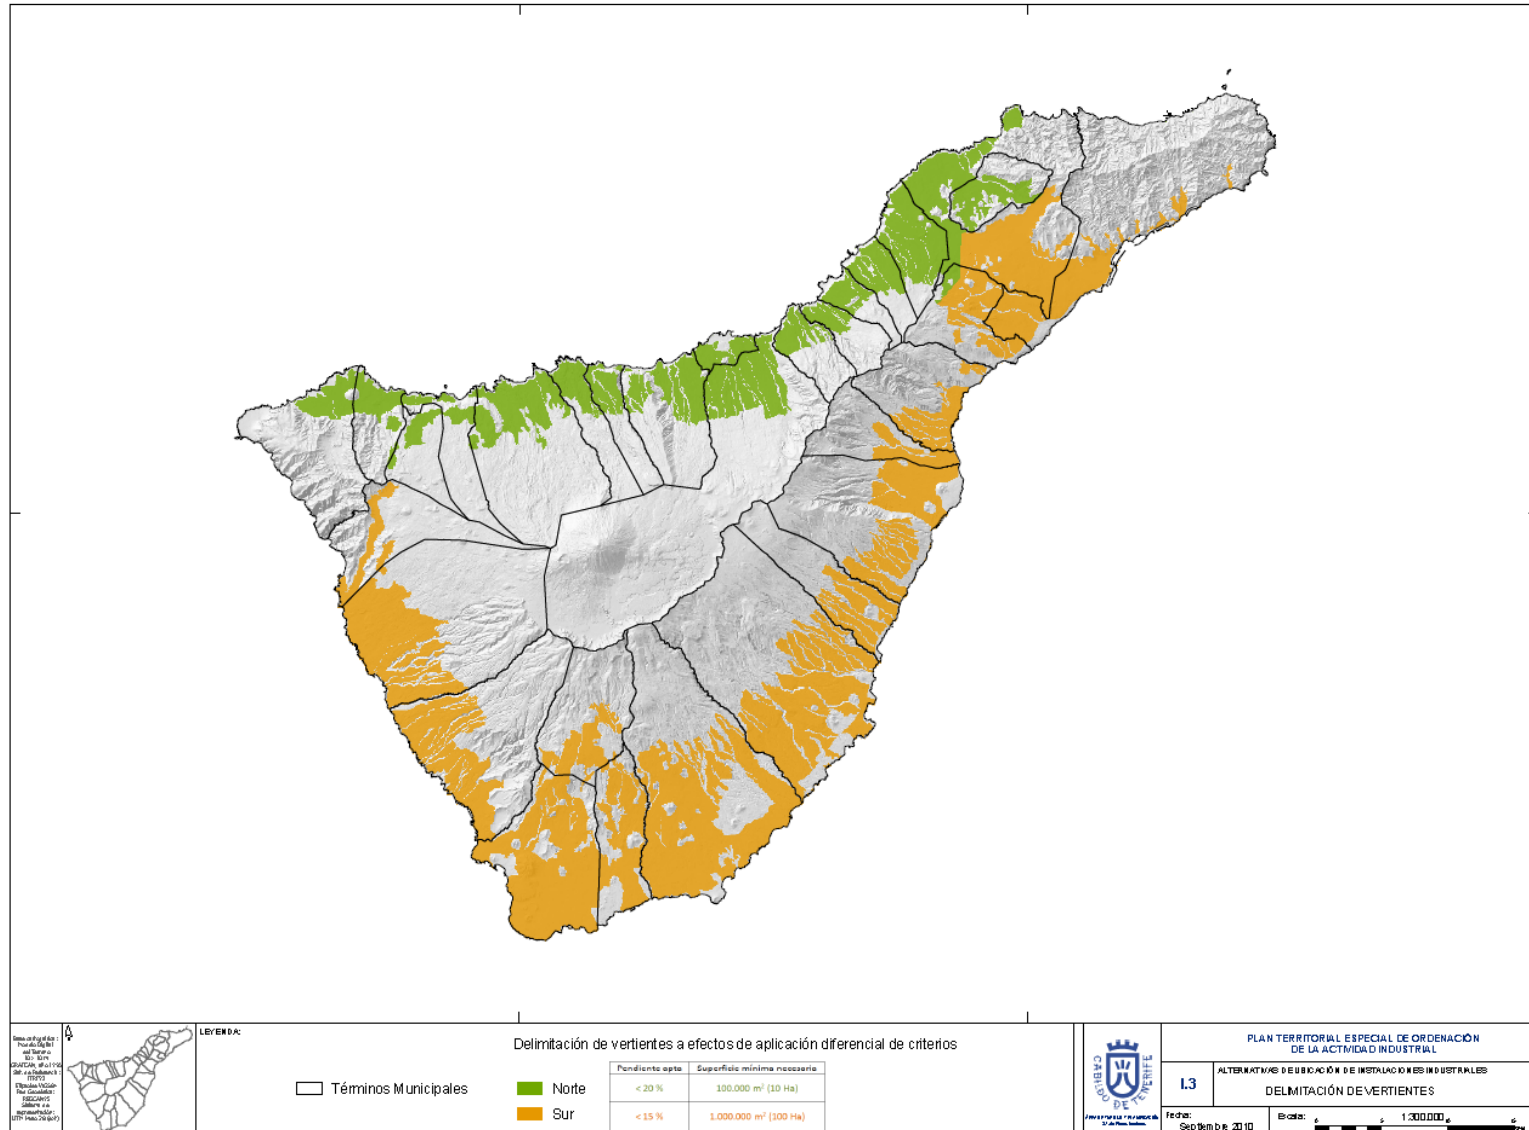 LEYENDA:
Términos Municipales
Delimitación de vertientes a efectos de aplicación diferencial de criterios
Pendiente apta
Superficie mínima necesaria
Norte
< 20 %
100.000 m² (10 Ha)
Sur
< 15 %
1.000.000 m² (100 Ha)
CABILDO DE TENERIFE
PLAN TERRITORIAL ESPECIAL DE ORDENACIÓN
DE LA ACTIVIDAD INDUSTRIAL
I.3
ALTERNATIVAS DE UBICACIÓN DE INSTALACIONES INDUSTRIALES
DELIMITACIÓN DE VERTIENTES
Fecha:
Septiembre 2010
Escala:
1:300.000